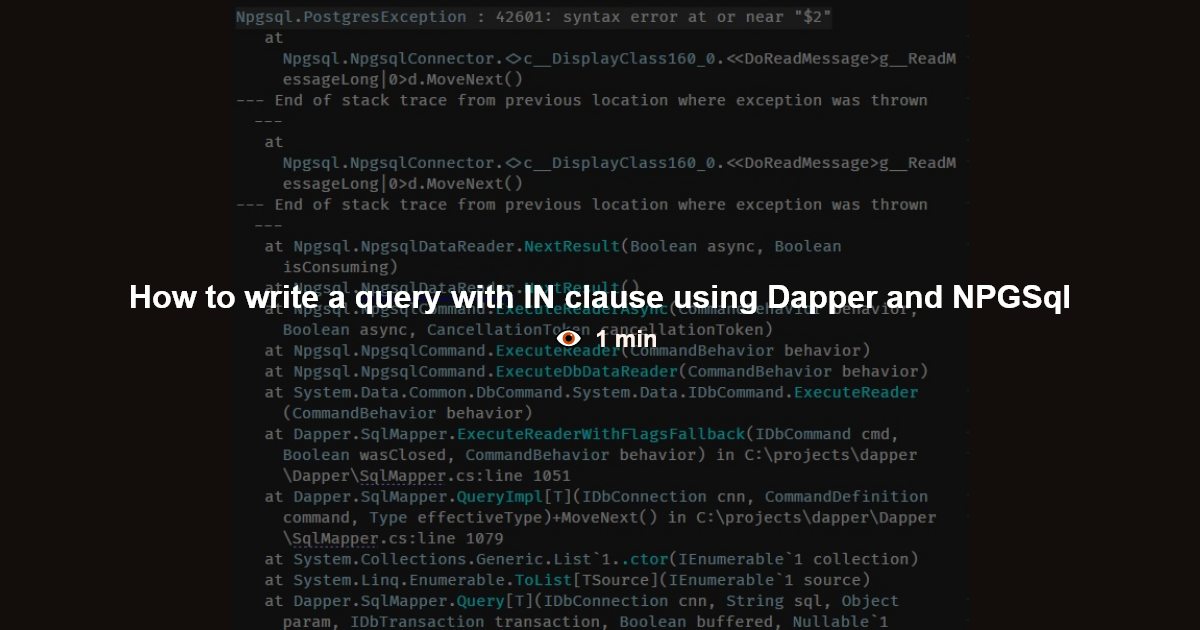 Npgsql.PostgresException : 42601: syntax error at or near "$2"
at
Npgsql.NpgsqlConnector.<>c__DisplayClass160_0.<<DoReadMessage>g__ReadM
essageLong|0>d.MoveNext()
--- End of stack trace from previous location where exception was thrown
---
at
Npgsql.NpgsqlConnector.<>c__DisplayClass160_0.<<DoReadMessage>g__ReadM
essageLong|0>d.MoveNext()
--- End of stack trace from previous location where exception was thrown
---
at Npgsql.NpgsqlDataReader.NextResult(Boolean async, Boolean
isConsuming)
at Npgsql.NpgsqlDataReader.NextResult()
How to write a query with IN clause using Dapper and NPGSql
at Npgsql.NpgsqlCommand.ExecuteReaderAsync(CommandBehavior behavior,
Boolean async, CancellationToken cancellationToken)
1 min
at Npgsql.NpgsqlCommand.ExecuteReader(CommandBehavior behavior)
at Npgsql.NpgsqlCommand.ExecuteDbDataReader(CommandBehavior behavior)
at System.Data.Common.DbCommand.System.Data.IDbCommand.ExecuteReader
(CommandBehavior behavior)
at Dapper.SqlMapper.ExecuteReaderWithFlagsFallback(IDbCommand cmd,
Boolean wasClosed, CommandBehavior behavior) in C:\projects\dapper
\Dapper\SqlMapper.cs:line 1051
at Dapper.SqlMapper.QueryImpl[T](IDbConnection cnn, CommandDefinition
command, Type effectiveType)+MoveNext() in C:\projects\dapper\Dapper
\SqlMapper.cs:line 1079
at System.Collections.Generic.List`1..ctor(IEnumerable`1 collection)
at System.Linq.Enumerable.ToList[TSource](IEnumerable`1 source)
at Dapper.SqlMapper.Query[T](IDbConnection cnn, String sql, Object
param, IDbTransaction transaction, Boolean buffered, Nullable`1